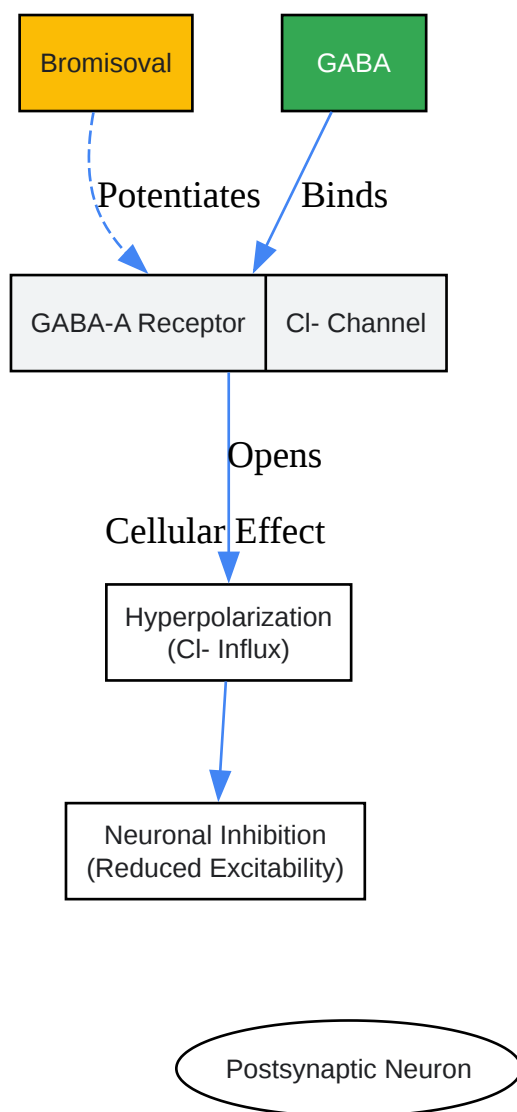 Bromisoval
GABA
Potentiates
Binds
GABA-A Receptor
Cl- Channel
Opens
Cellular Effect
Hyperpolarization
(Cl- Influx)
Neuronal Inhibition
(Reduced Excitability)
Postsynaptic Neuron